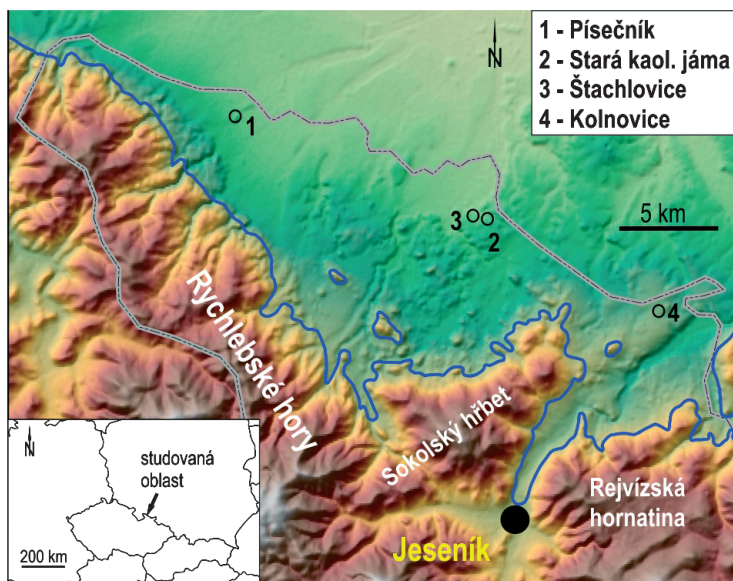 1 - Písečník
2 - Stará kaol. jáma
3 - Štachlovice
4 - Kolnovice
N
1
3
2
5 km
4
Rychlebské hory
Sokolský hřbet
Rejvízská
hornatina
Jeseník
N
studovaná
oblast
200 km